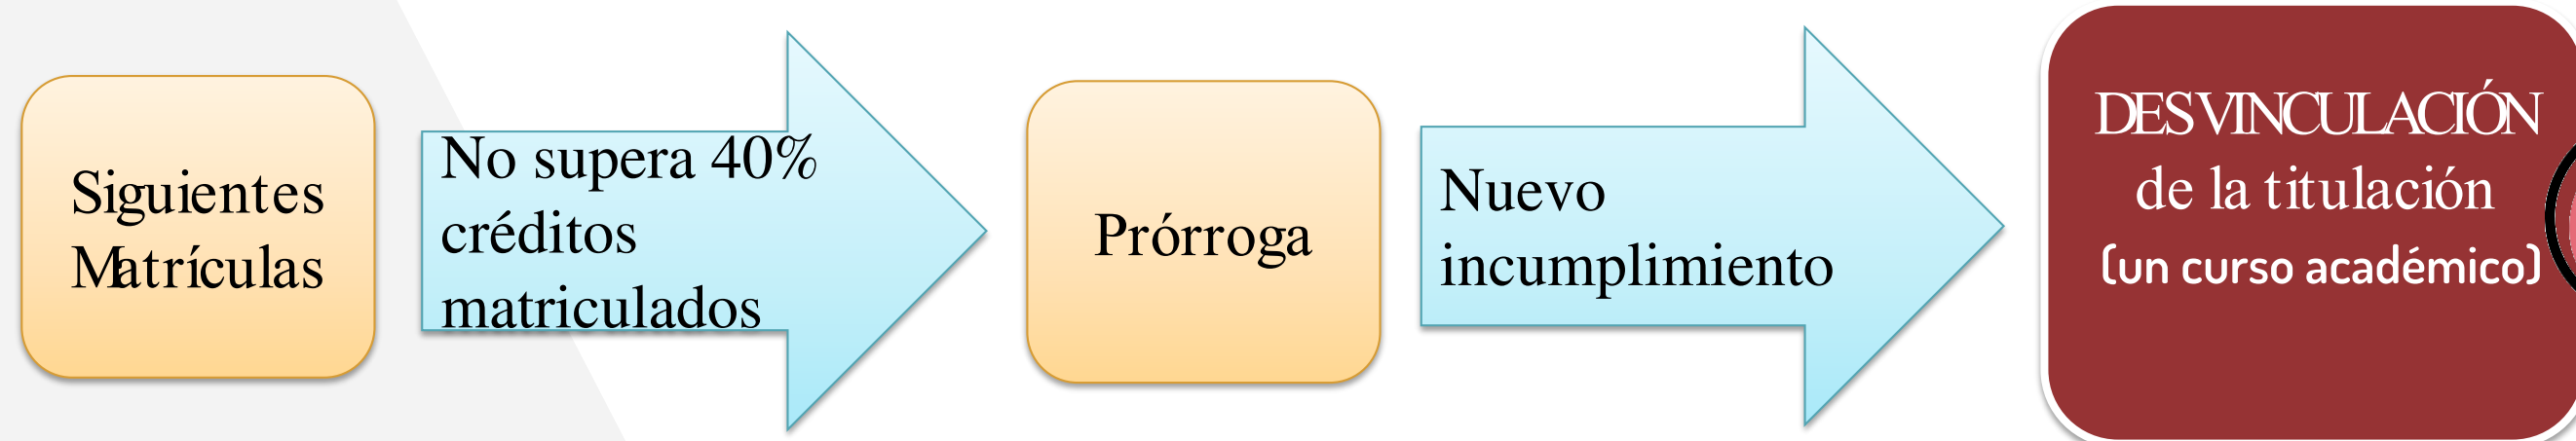 Siguientes
Matrículas
No supera 40%
créditos
matriculados
Prórroga
Nuevo
incumplimiento
DESVINCULACIÓN
de la titulación
(un curso académico)